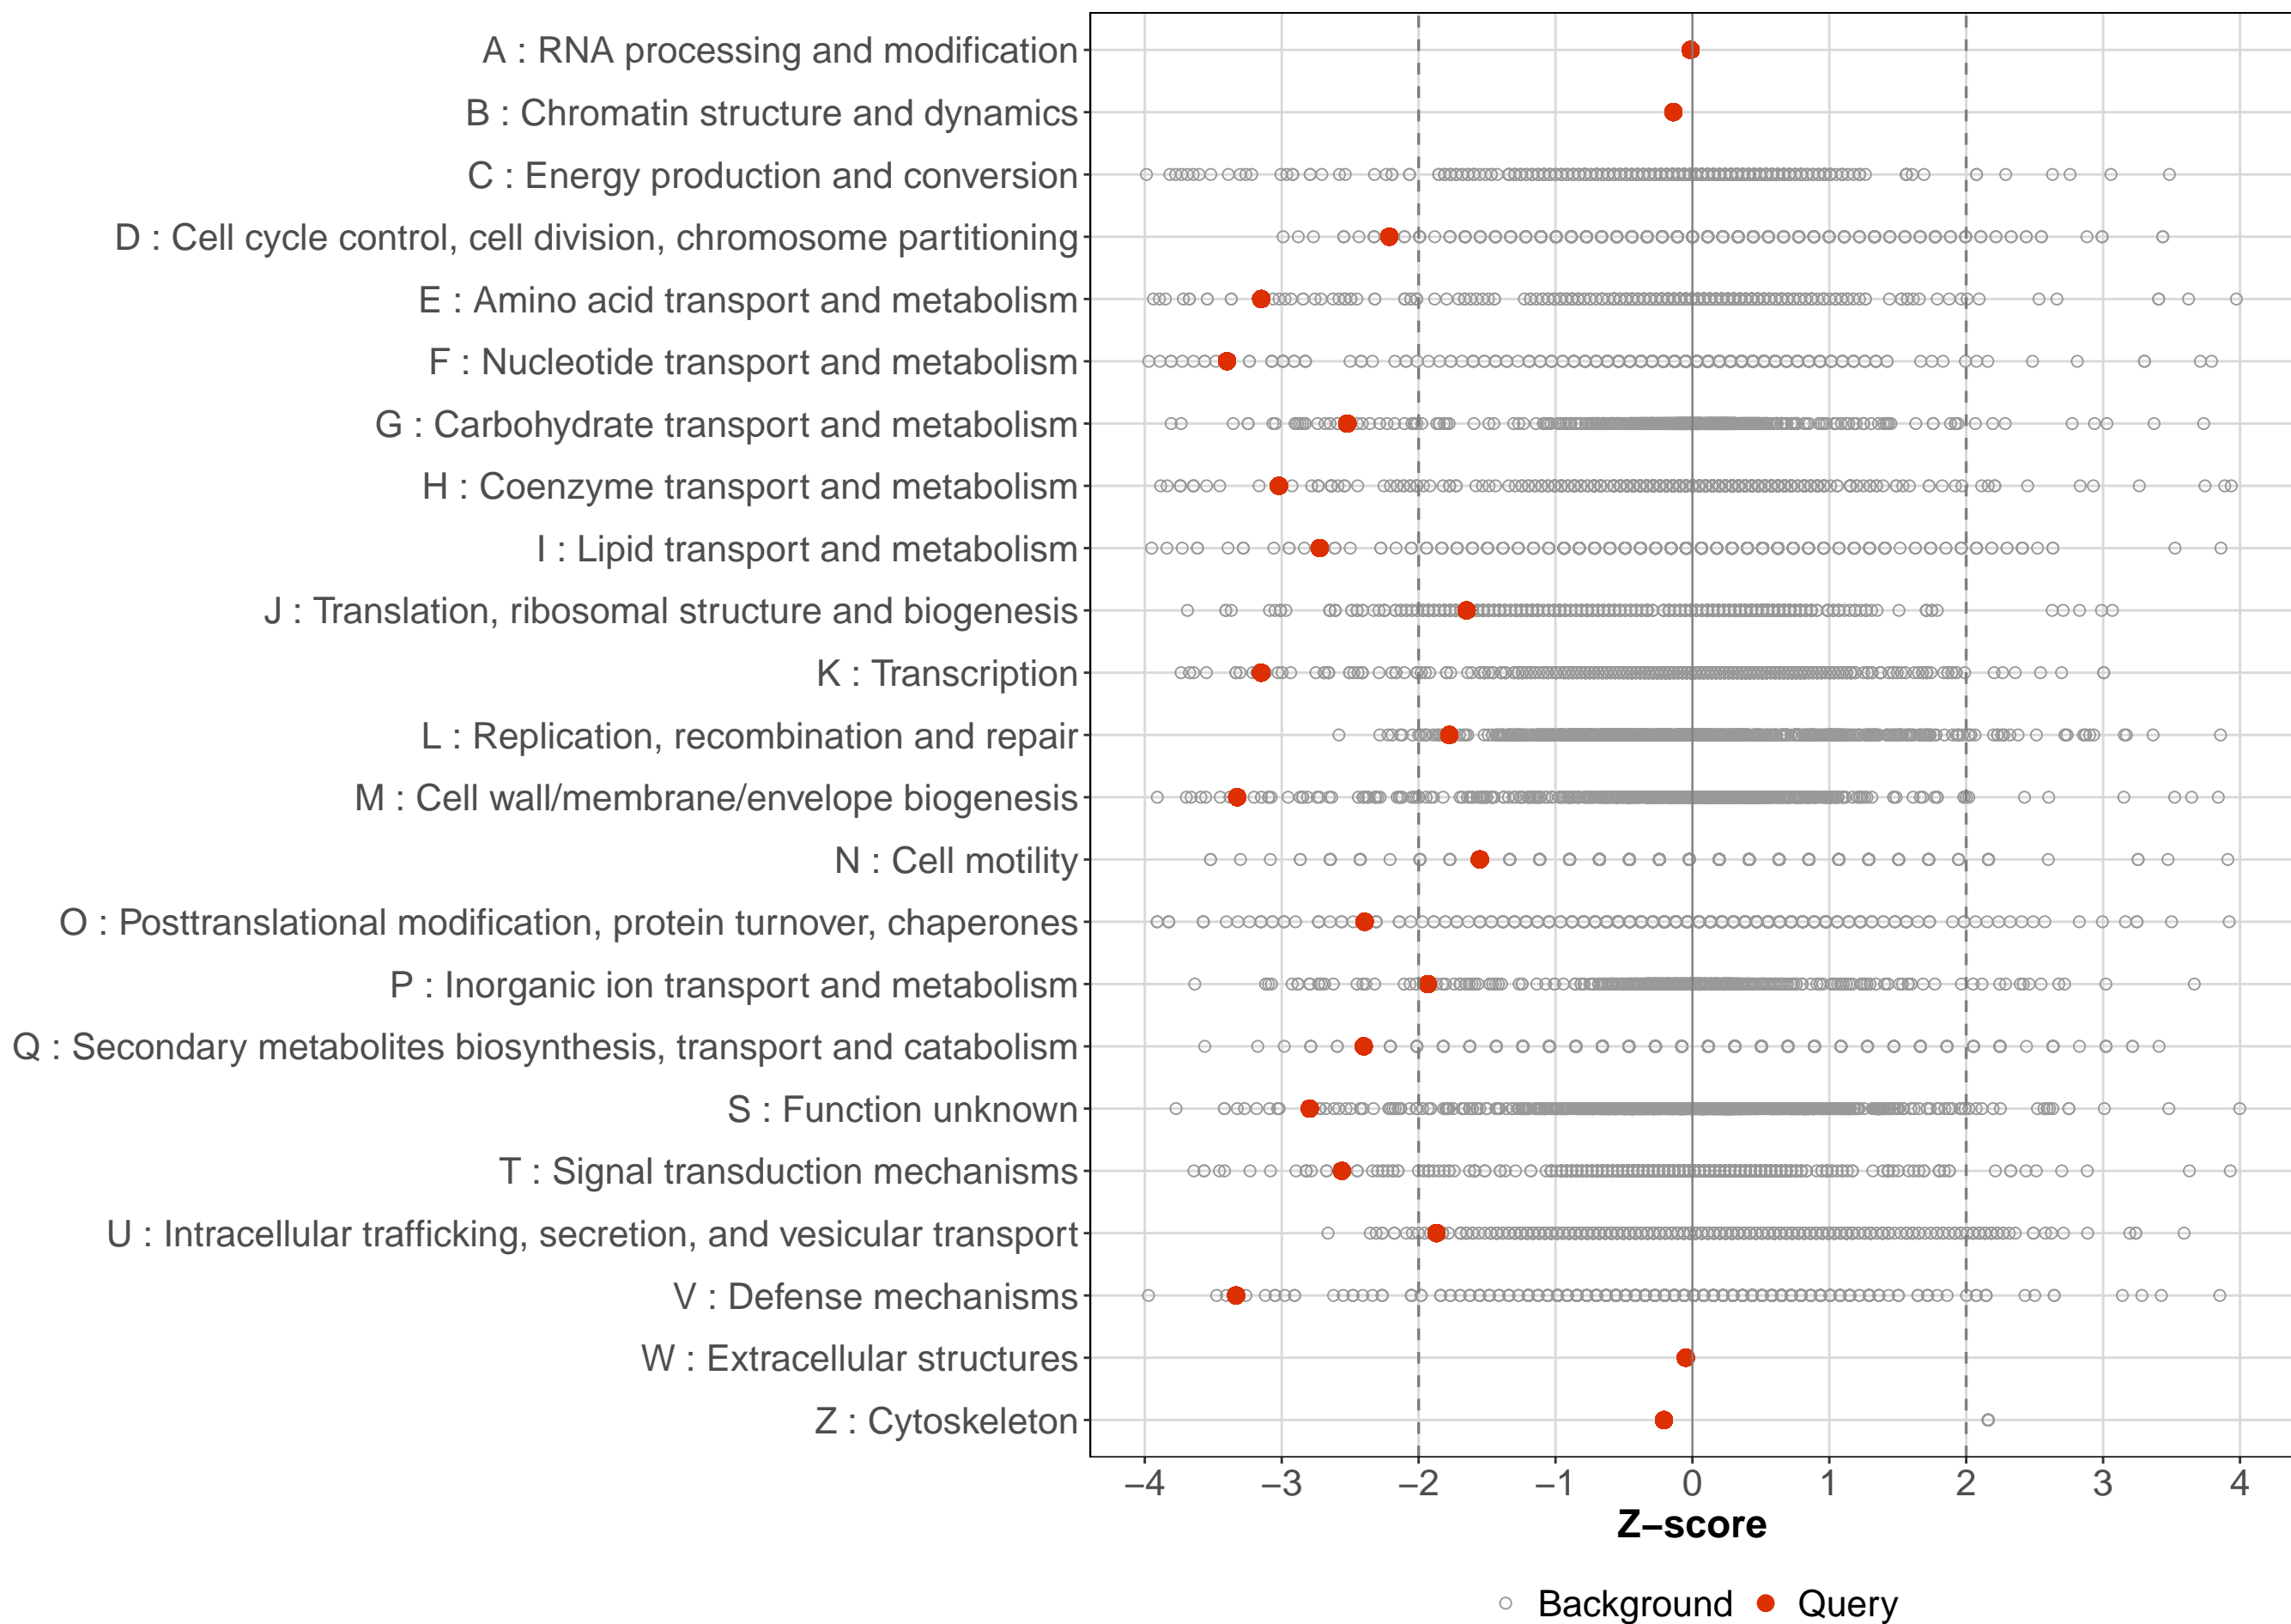 A : RNA processing and modification
B : Chromatin structure and dynamics
C : Energy production and conversion
D : Cell cycle control, cell division, chromosome partitioning
E : Amino acid transport and metabolism
F : Nucleotide transport and metabolism
G : Carbohydrate transport and metabolism
H : Coenzyme transport and metabolism
I : Lipid transport and metabolism
J : Translation, ribosomal structure and biogenesis
K : Transcription
L : Replication, recombination and repair
M : Cell wall/membrane/envelope biogenesis
N : Cell motility
O : Posttranslational modification, protein turnover, chaperones
P : Inorganic ion transport and metabolism
Q : Secondary metabolites biosynthesis, transport and catabolism
S : Function unknown
T : Signal transduction mechanisms
U : Intracellular trafficking, secretion, and vesicular transport
V : Defense mechanisms
W : Extracellular structures
Z : Cytoskeleton
−4 −3 −2 −1 0 1 2 3 4
Z−score
Background Query